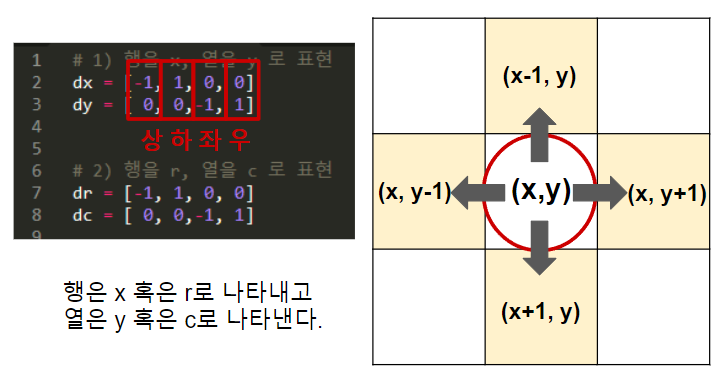 1 # 1) 행을 x, 열을 y 로 표현
2 dx = [-1, 1, 0, 0]
3 dy = [ 0, 0,-1, 1]
4
상 하 좌 우
5
6 # 2) 행을 r, 열을 c 로 표현
7 dr = [-1, 1, 0, 0]
8 dc = [ 0, 0,-1, 1]
9
행은 x 혹은 r로 나타내고
열은 y 혹은 c로 나타낸다.
(x-1, y)
(x, y-1) (x,y) (x, y+1)
(x+1, y)